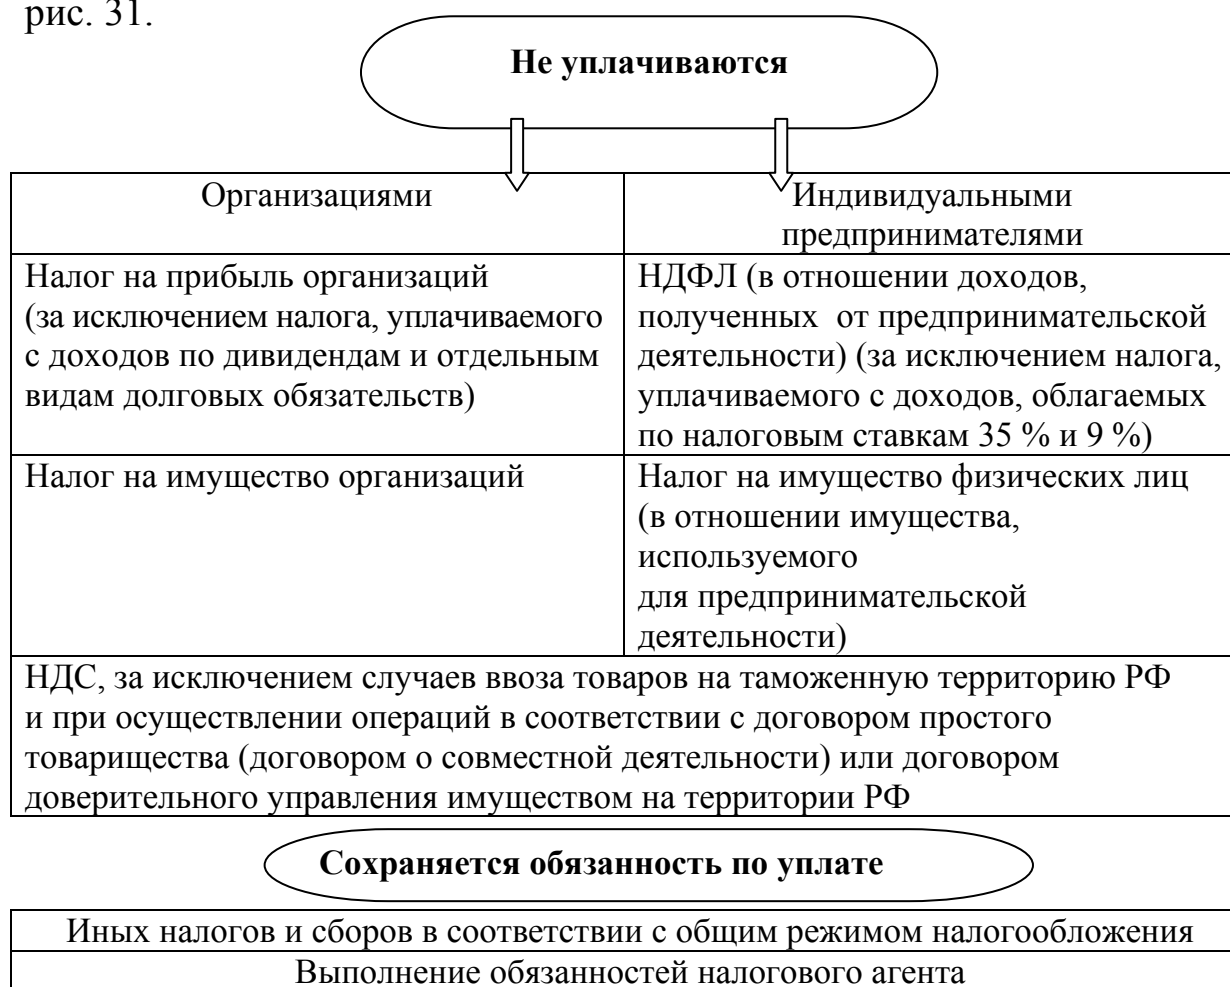 рис. 31.
Не уплачиваются
Организациями
Индивидуальными
предпринимателями
Налог на прибыль организаций
(за исключением налога, уплачиваемого
с доходов по дивидендам и отдельным
видам долговых обязательств)
НДФЛ (в отношении доходов,
полученных от предпринимательской
деятельности) (за исключением налога,
уплачиваемого с доходов, облагаемых
по налоговым ставкам 35 % и 9 %)
Налог на имущество организаций
Налог на имущество физических лиц
(в отношении имущества,
используемого
для предпринимательской
деятельности)
НДС, за исключением случаев ввоза товаров на таможенную территорию РФ
и при осуществлении операций в соответствии с договором простого
товарищества (договором о совместной деятельности) или договором
доверительного управления имуществом на территории РФ
Сохраняется обязанность по уплате
Иных налогов и сборов в соответствии с общим режимом налогообложения
Выполнение обязанностей налогового агента